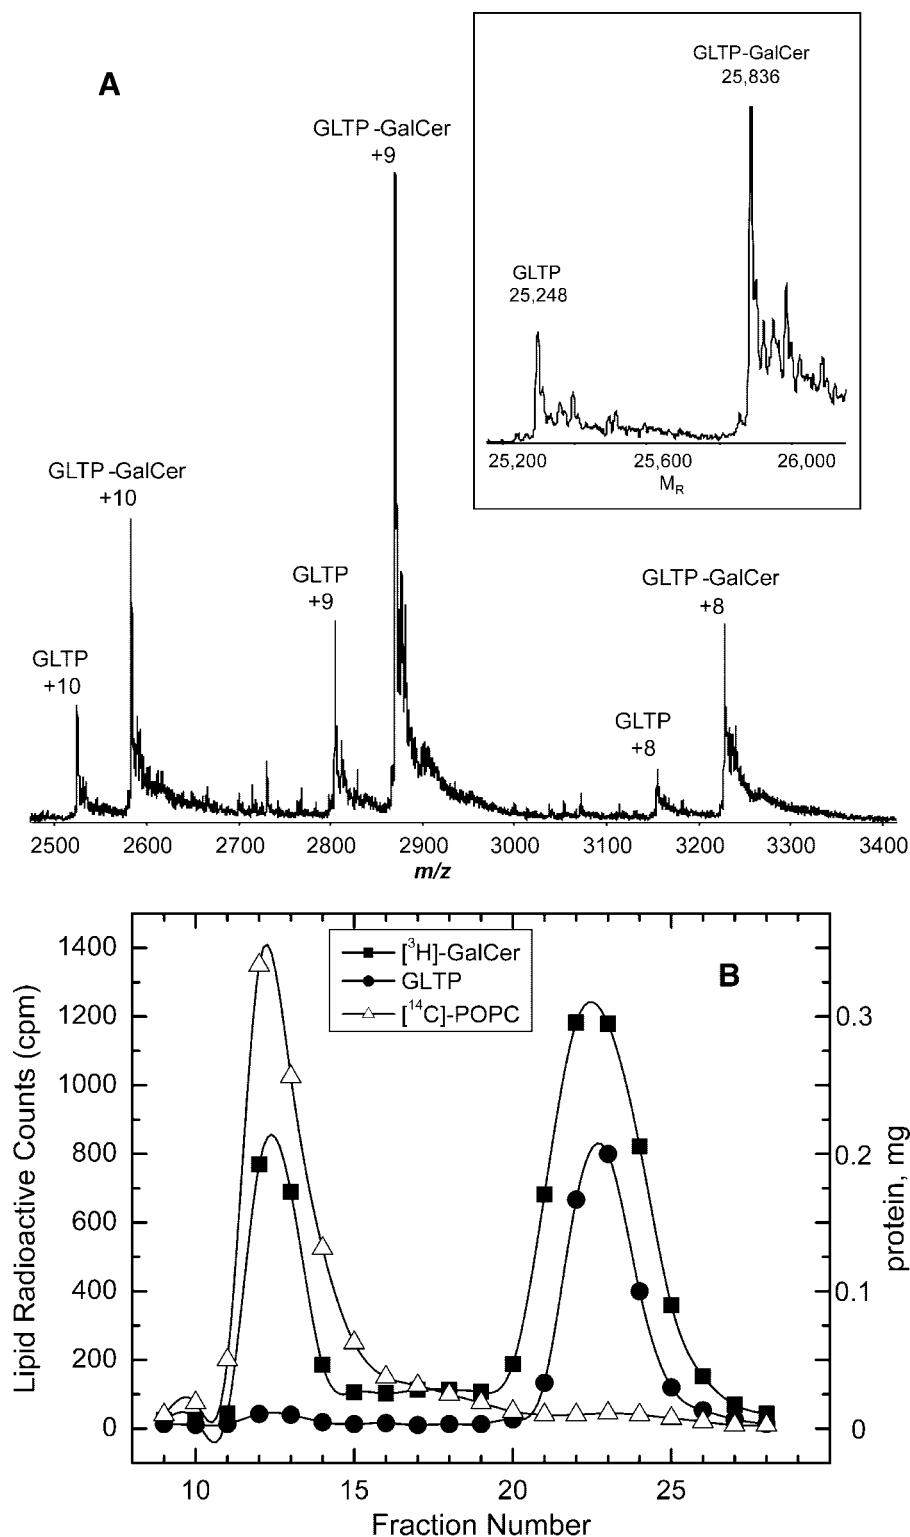 A
GLTP-GalCer
25,836
GLTP
25,248
25,200
25,600
26,000
M_R
GLTP-GalCer
+9
GLTP-GalCer
+10
GLTP
+9
GLTP-GalCer
+8
GLTP
+10
GLTP
+8
2500 2600 2700 2800 2900 3000 3100 3200 3300 3400
m/z
B
[³H]-GalCer
GLTP
[¹⁴C]-POPC
1400
1200
1000
800
600
400
200
0
Lipid Radioactive Counts (cpm)
0.3
0.2
0.1
0
protein, mg
10 15 20 25
Fraction Number